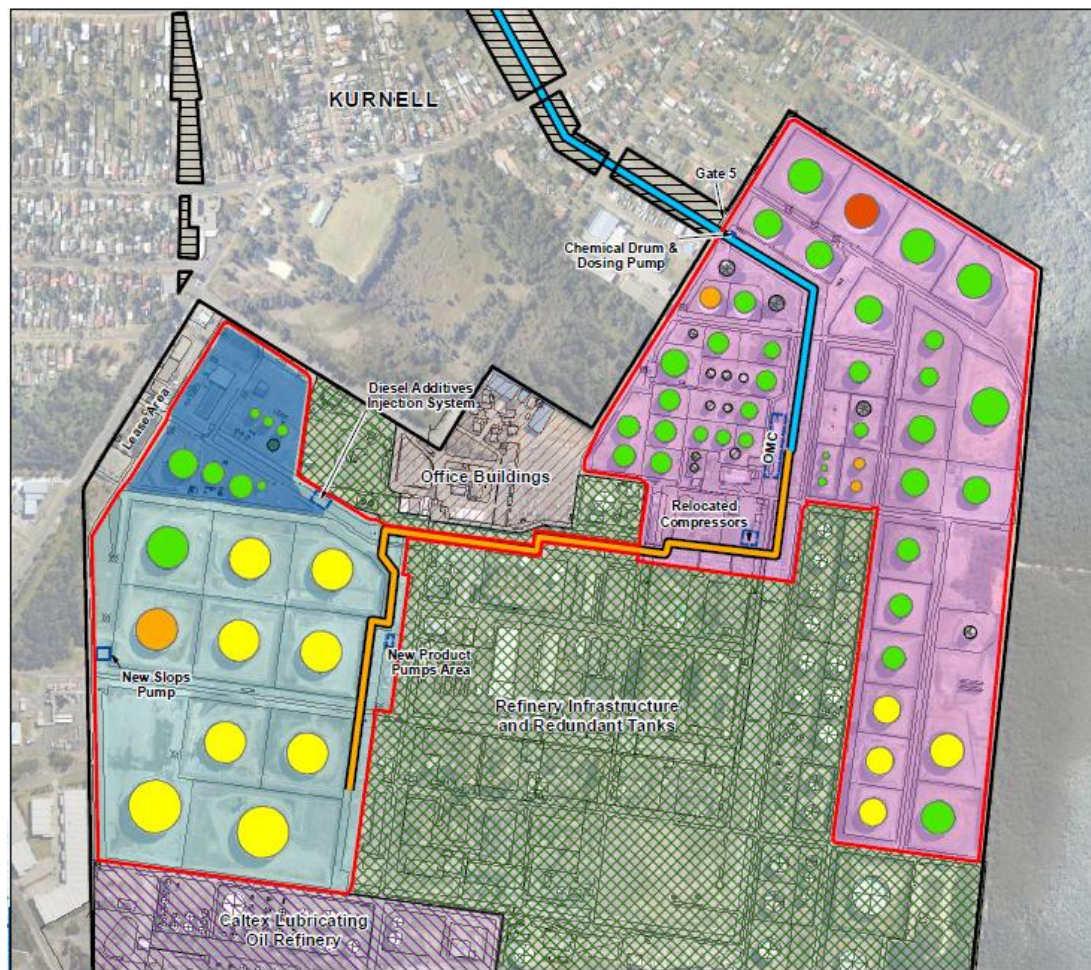 KURNELL
Gate 5
Chemical Drum &
Dosing Pump
Lease Area
Diesel Additives
Injection System
Office Buildings
OMC
Relocated
Compressors
New Product
Pumps Area
New Slops
Pump
Refinery Infrastructure
and Redundant Tanks
Caltex Lubricating
Oil Refinery